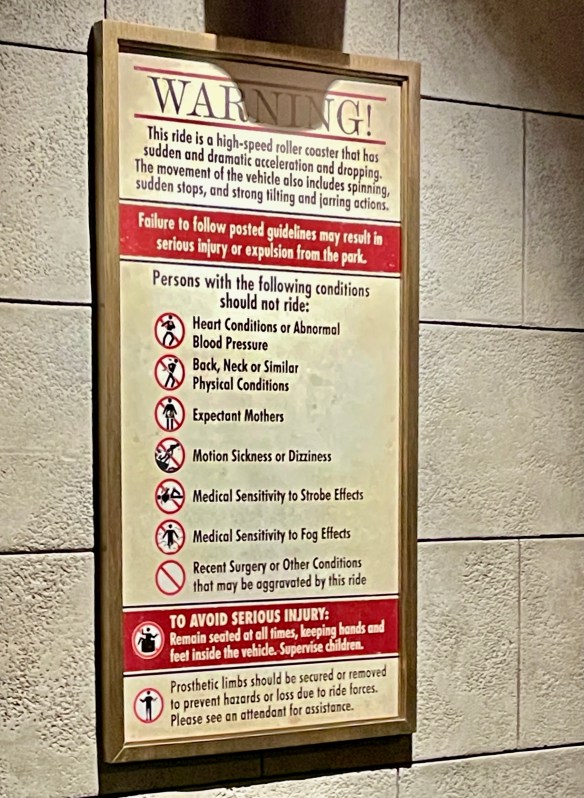 WARNING!
This ride is a high-speed roller coaster that has
sudden and dramatic acceleration and dropping.
The movement of the vehicle also includes spinning,
sudden stops, and strong tilting and jarring actions.
Failure to follow posted guidelines may result in
serious injury or expulsion from the park.
Persons with the following conditions
should not ride:
Heart Conditions or Abnormal
Blood Pressure
Back, Neck or Similar
Physical Conditions
Expectant Mothers
Motion Sickness or Dizziness
Medical Sensitivity to Strobe Effects
Medical Sensitivity to Fog Effects
Recent Surgery or Other Conditions
that may be aggravated by this ride
TO AVOID SERIOUS INJURY:
Remain seated at all times, keeping hands and
feet inside the vehicle. Supervise children.
Prosthetic limbs should be secured or removed
to prevent hazards or loss due to ride forces.
Please see an attendant for assistance.